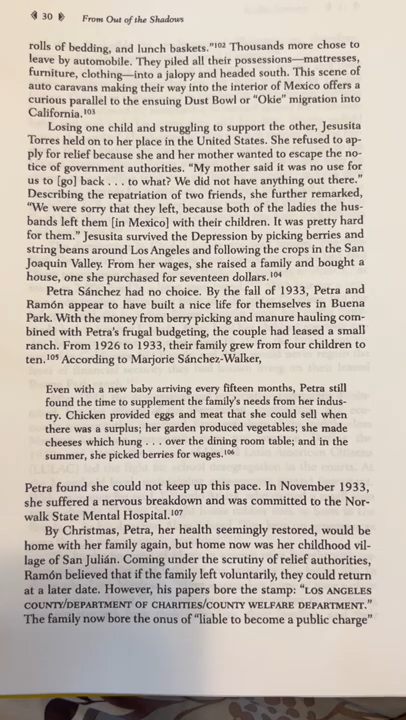 30 From Out of the Shadows
rolls of bedding, and lunch baskets."102 Thousands more chose to
leave by automobile. They piled all their possessions—mattresses,
furniture, clothing—into a jalopy and headed south. This scene of
auto caravans making their way into the interior of Mexico offers a
curious parallel to the ensuing Dust Bowl or "Okie" migration into
California.103
Losing one child and struggling to support the other, Jesusita
Torres held on to her place in the United States. She refused to ap-
ply for relief because she and her mother wanted to escape the no-
tice of government authorities. "My mother said it was no use for
us to [go] back . . . to what? We did not have anything out there."
Describing the repatriation of two friends, she further remarked,
"We were sorry that they left, because both of the ladies the hus-
bands left them [in Mexico] with their children. It was pretty hard
for them." Jesusita survived the Depression by picking berries and
string beans around Los Angeles and following the crops in the San
Joaquin Valley. From her wages, she raised a family and bought a
house, one she purchased for seventeen dollars.104
Petra Sánchez had no choice. By the fall of 1933, Petra and
Ramón appear to have built a nice life for themselves in Buena
Park. With the money from berry picking and manure hauling com-
bined with Petra's frugal budgeting, the couple had leased a small
ranch. From 1926 to 1933, their family grew from four children to
ten.105 According to Marjorie Sánchez-Walker,
Even with a new baby arriving every fifteen months, Petra still
found the time to supplement the family's needs from her indus-
try. Chicken provided eggs and meat that she could sell when
there was a surplus; her garden produced vegetables; she made
cheeses which hung . . . over the dining room table; and in the
summer, she picked berries for wages.106
Petra found she could not keep up this pace. In November 1933,
she suffered a nervous breakdown and was committed to the Nor-
walk State Mental Hospital.107
By Christmas, Petra, her health seemingly restored, would be
home with her family again, but home now was her childhood vil-
lage of San Julián. Coming under the scrutiny of relief authorities,
Ramón believed that if the family left voluntarily, they could return
at a later date. However, his papers bore the stamp: "LOS ANGELES
COUNTY/DEPARTMENT OF CHARITIES/COUNTY WELFARE DEPARTMENT."
The family now bore the onus of "liable to become a public charge"